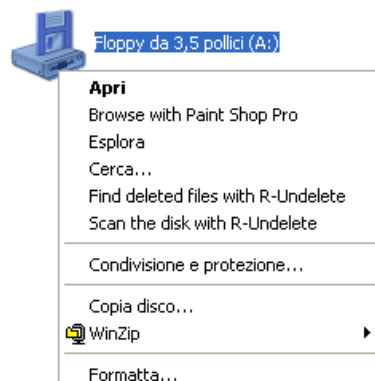 Floppy da 3,5 pollici (A:)
Apri
Browse with Paint Shop Pro
Esplora
Cerca...
Find deleted files with R-Undelete
Scan the disk with R-Undelete
Condivisione e protezione...
Copia disco...
WinZip
Formatta...